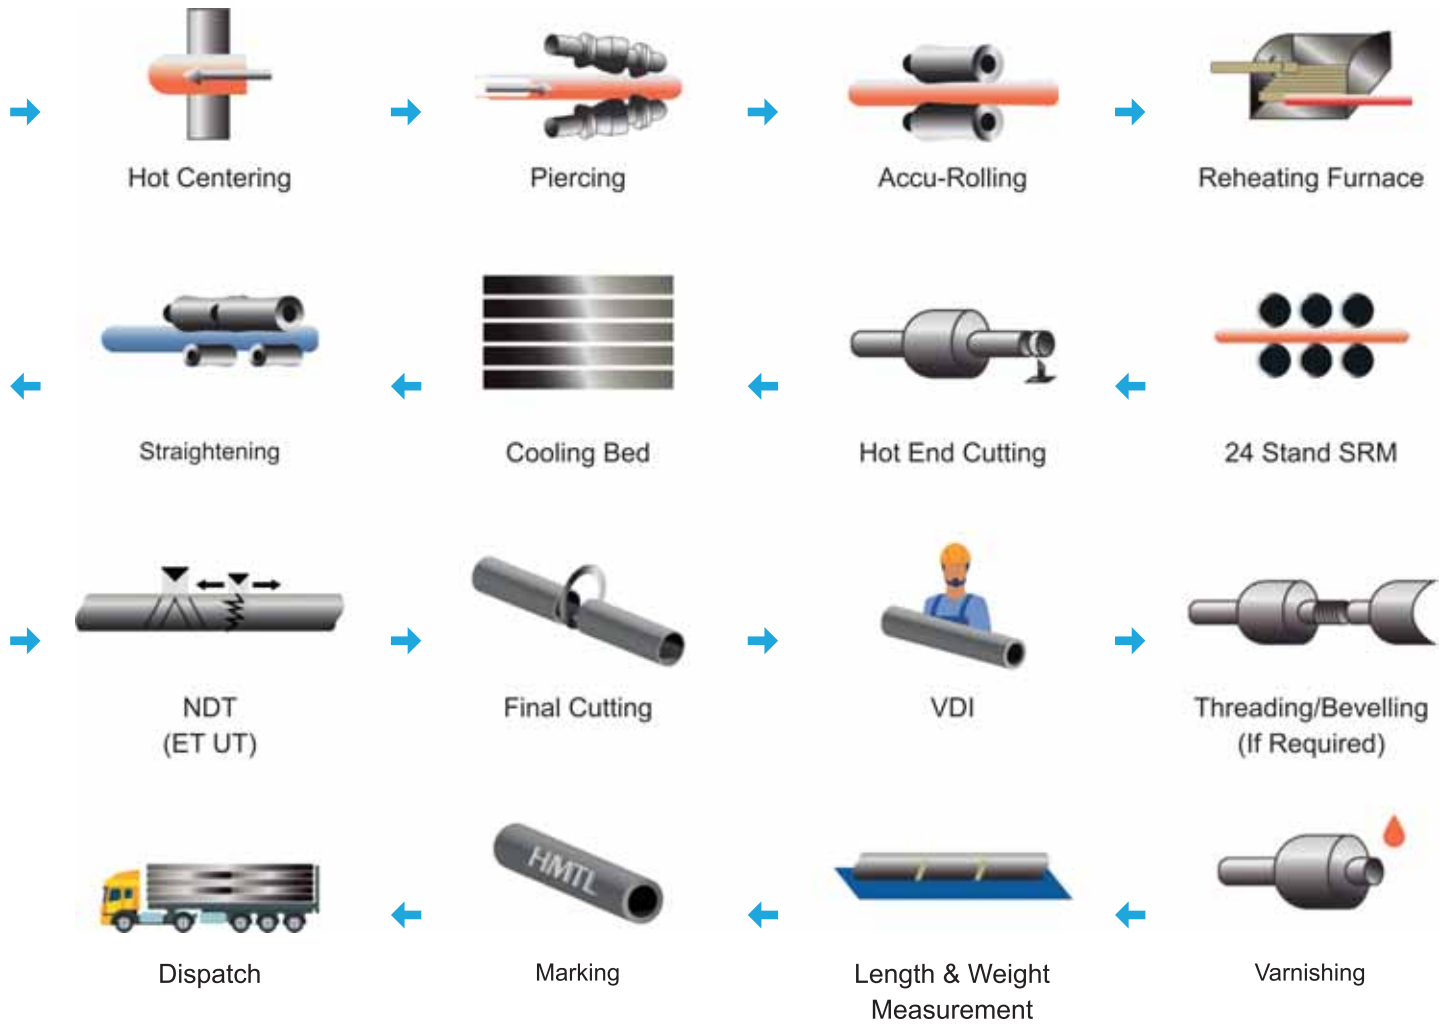 Hot Centering
Piercing
Accu-Rolling
Reheating Furnace
Straightening
Cooling Bed
Hot End Cutting
24 Stand SRM
NDT
(ET UT)
Final Cutting
VDI
Threading/Bevelling
(If Required)
HMTL
Dispatch
Marking
Length & Weight
Measurement
Varnishing